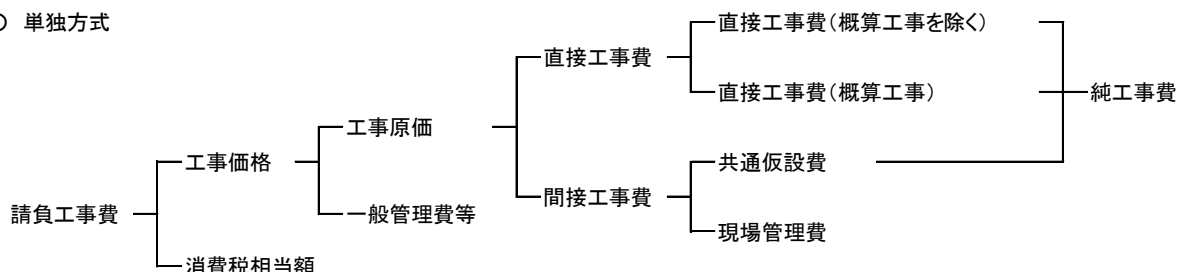 単独方式
直接工事費(概算工事を除く)
直接工事費
直接工事費(概算工事)
純工事費
工事原価
工事価格
共通仮設費
間接工事費
請負工事費
一般管理費等
現場管理費
消費税相当額